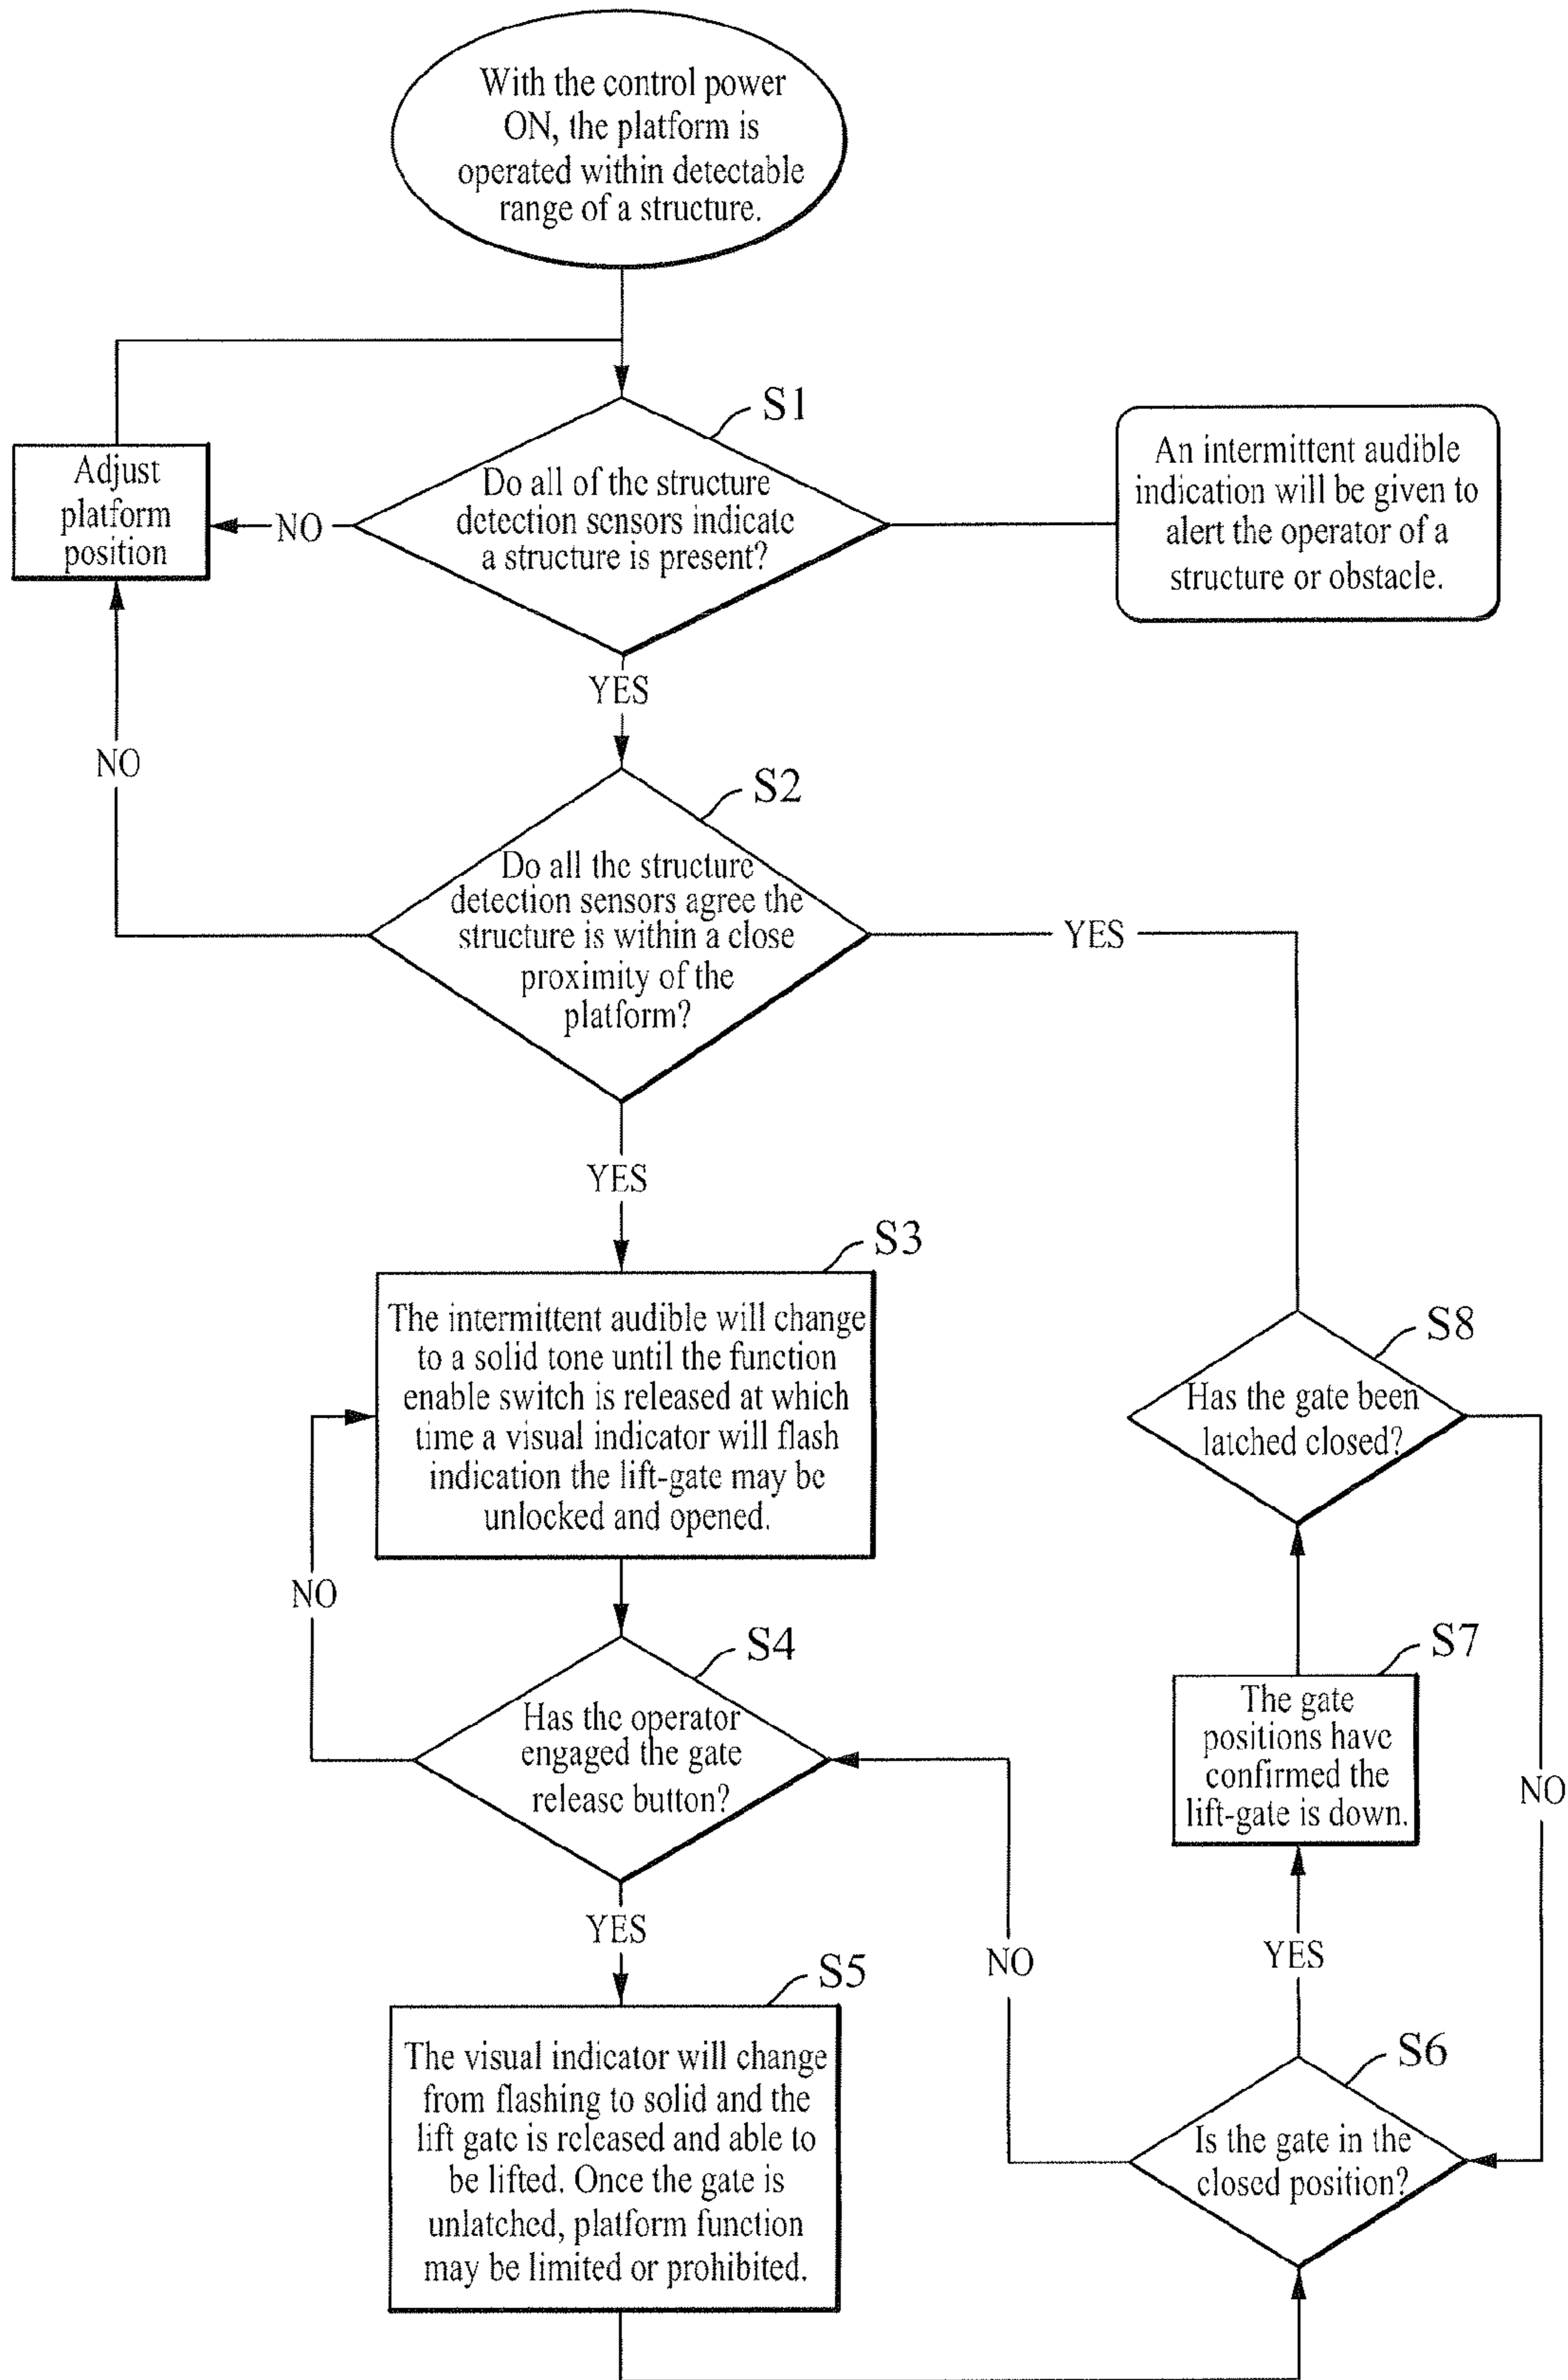 With the control power
ON, the platform is
operated within detectable
range of a structure.
S1
Do all of the structure
detection sensors indicate
a structure is present?
NO
Adjust
platform
position
An intermittent audible
indication will be given to
alert the operator of a
structure or obstacle.
YES
NO
S2
Do all the structure
detection sensors agree the
structure is within a close
proximity of the
platform?
YES
YES
S3
The intermittent audible will change
to a solid tone until the function
enable switch is released at which
time a visual indicator will flash
indication the lift-gate may be
unlocked and opened.
S8
Has the gate been
latched closed?
NO
NO
S4
Has the operator
engaged the gate
release button?
S7
The gate
positions have
confirmed the
lift-gate is down.
YES
NO
YES
S5
The visual indicator will change
from flashing to solid and the
lift gate is released and able to
be lifted. Once the gate is
unlatched, platform function
may be limited or prohibited.
S6
Is the gate in the
closed position?